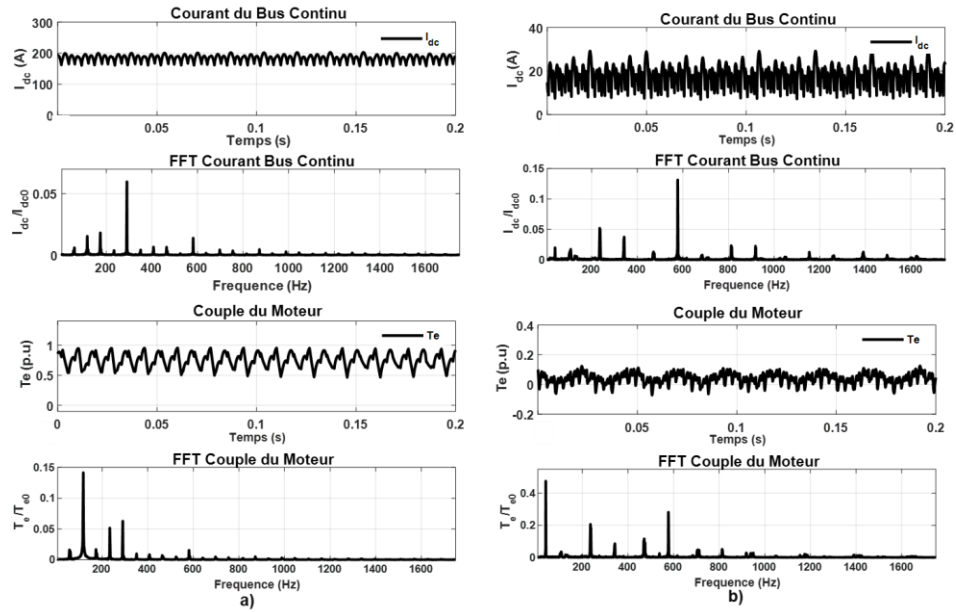 Courant du Bus Continu
300
200
100
0
I_dc (A)
I_dc
0.05
0.1
0.15
0.2
Temps (s)
FFT Courant Bus Continu
0.05
0
I_dc/I_dc0
200
400
600
800
1000
1200
1400
1600
Frequence (Hz)
Couple du Moteur
1
0.5
0
Te (p.u)
Te
0
0.05
0.1
0.15
0.2
Temps (s)
FFT Couple du Moteur
0.15
0.1
0.05
0
T_e/T_e0
200
400
600
800
1000
1200
1400
1600
Frequence (Hz)
a)
Courant du Bus Continu
40
20
0
I_dc(A)
I_dc
0.05
0.1
0.15
0.2
Temps (s)
FFT Courant Bus Continu
0.15
0.1
0.05
0
I_dc/I_dc0
200
400
600
800
1000
1200
1400
1600
Frequence (Hz)
Couple du Moteur
0.4
0.2
0
-0.2
Te (p.u)
Te
0.05
0.1
0.15
0.2
Temps (s)
FFT Couple du Moteur
0.4
0.2
0
T_e/T_e0
200
400
600
800
1000
1200
1400
1600
Frequence (Hz)
b)